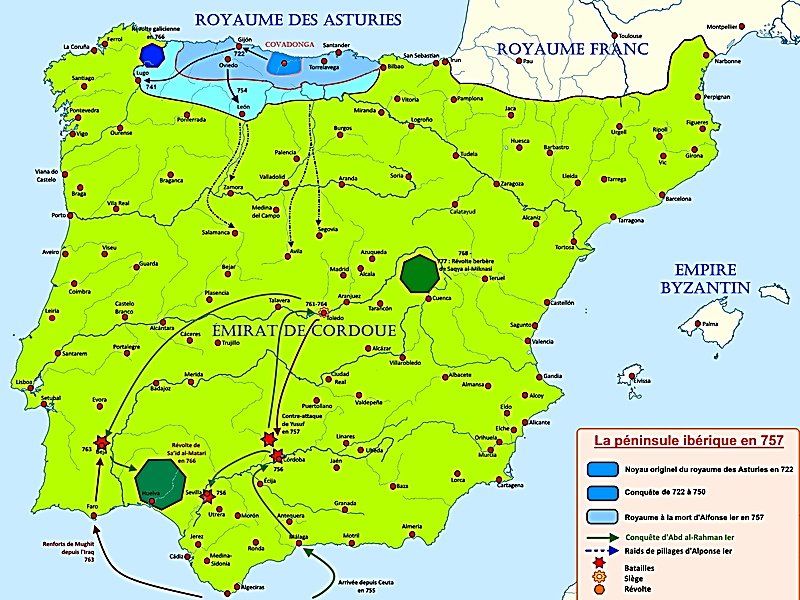 ROYAUME DES ASTURIES
Révolte galicienne
en 766
Ferrol
La Coruña
Gijón
722
COVADONGA
Santander
San Sebastian
Irun
Toulouse
Montpellier
ROYAUME FRANC
Pau
Narbonne
Santiago
Lugo
741
Oviedo
Torrelavega
Bilbao
754
León
Perpignan
Pontevedra
Vigo
Ourense
Ponferrada
Burgos
Miranda
Vitoria
Logroño
Pamplona
Jaca
Huesca
Barbastro
Urgell
Ripoll
Figueres
Vic
Girona
Viana do
Castelo
Braga
Bragança
Vila Real
Palencia
Valladolid
Zamora
Aranda
Soria
Tudela
Zaragoza
Lleida
Tarrega
Barcelona
Porto
Medina
del Campo
Salamanca
Segovia
Avila
Calatayud
Alcaniz
Tarragona
Tortosa
Aveiro
Viseu
Guarda
Bejar
Madrid
Azuqueda
Alcala
768 -
777 : Révolte berbère
de Saqya al-Miknasi
Teruel
Cuenca
EMPIRE
BYZANTIN
Coimbra
Leiria
Castelo
Branco
Plasencia
Talavera
761-764
Toledo
Aranjuez
Tarancón
Castellón
Palma
Alcántara
Cáceres
Trujillo
ÉMIRAT DE CORDOUE
Sagunto
Valencia
Santarem
Portalegre
Alcázar
Villarobledo
Lisboa
Setubal
Evora
Badajoz
Merida
Ciudad
Real
Albacete
Almansa
Gandia
Eivissa
Alcoy
Puertollano
Valdepeña
Contre-attaque
de Yusuf
en 757
Eldo
Elche
Alicante
763
Beja
Révolte de
Sa'id al-Matari
en 766
Linares
Ubeda
Orihuela
Murcia
Córdoba
756
Jaén
Lorca
Cartagena
Huelva
Sevilla
756
Écija
Baza
Faro
Utrera
Morón
Antequera
Granada
Renforts de Mughit
depuis l'Iraq
763
Jerez
Ronda
Málaga
Motril
Almeria
Cádiz
Medina-
Sidonia
Algeciras
Arrivée depuis Ceuta
en 755
La péninsule ibérique en 757
Noyau originel du royaume des Asturies en 722
Conquête de 722 à 750
Royaume à la mort d'Alfonse Ier en 757
Conquête d'Abd al-Rahman Ier
Raids de pillages d'Alponse Ier
Batailles
Siège
Révolte